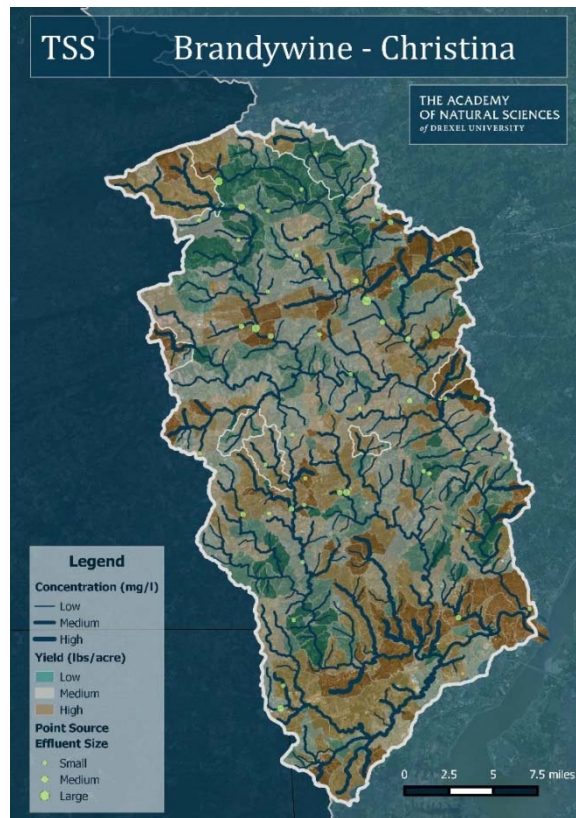 TSS Brandywine - Christina
THE ACADEMY
OF NATURAL SCIENCES
of DREXEL UNIVERSITY
Legend
Concentration (mg/l)
Low
Medium
High
Yield (lbs/acre)
Low
Medium
High
Point Source
Effluent Size
Small
Medium
Large
0 2.5 5 7.5 miles